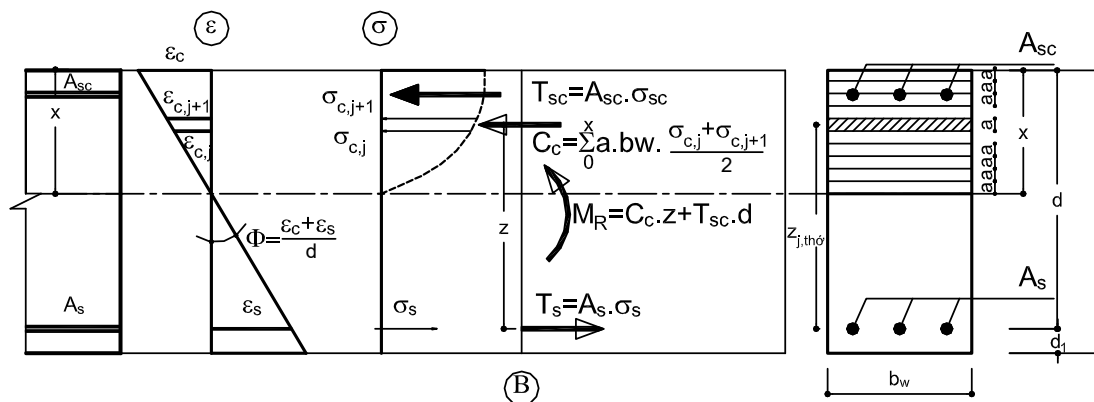 ε
σ
ε_c
A_sc
x
ε_c,j+1
ε_c,j
Φ=(ε_c+ε_s)/d
A_s
ε_s
σ_c,j+1
σ_c,j
σ_s
z
T_sc=A_sc.σ_sc
C_c=∑_0^x a.bw. (σ_c,j+σ_c,j+1)/2
M_R=C_c.z+T_sc.d
T_s=A_s.σ_s
B
A_sc
a
a
a
a
a
a
a
a
x
d
z_j,thớ
A_s
d_1
b_w